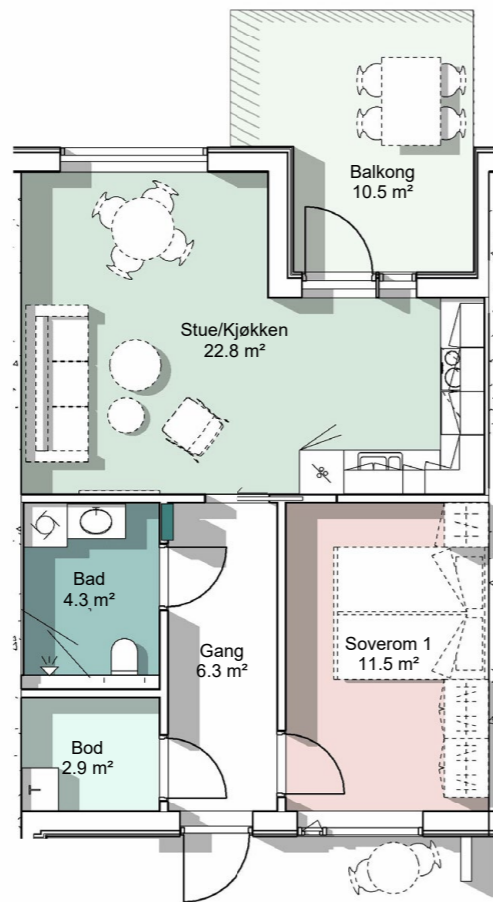 Balkong
10.5 m²
Stue/Kjøkken
22.8 m²
Bad
4.3 m²
Gang
6.3 m²
Soverom 1
11.5 m²
Bod
2.9 m²